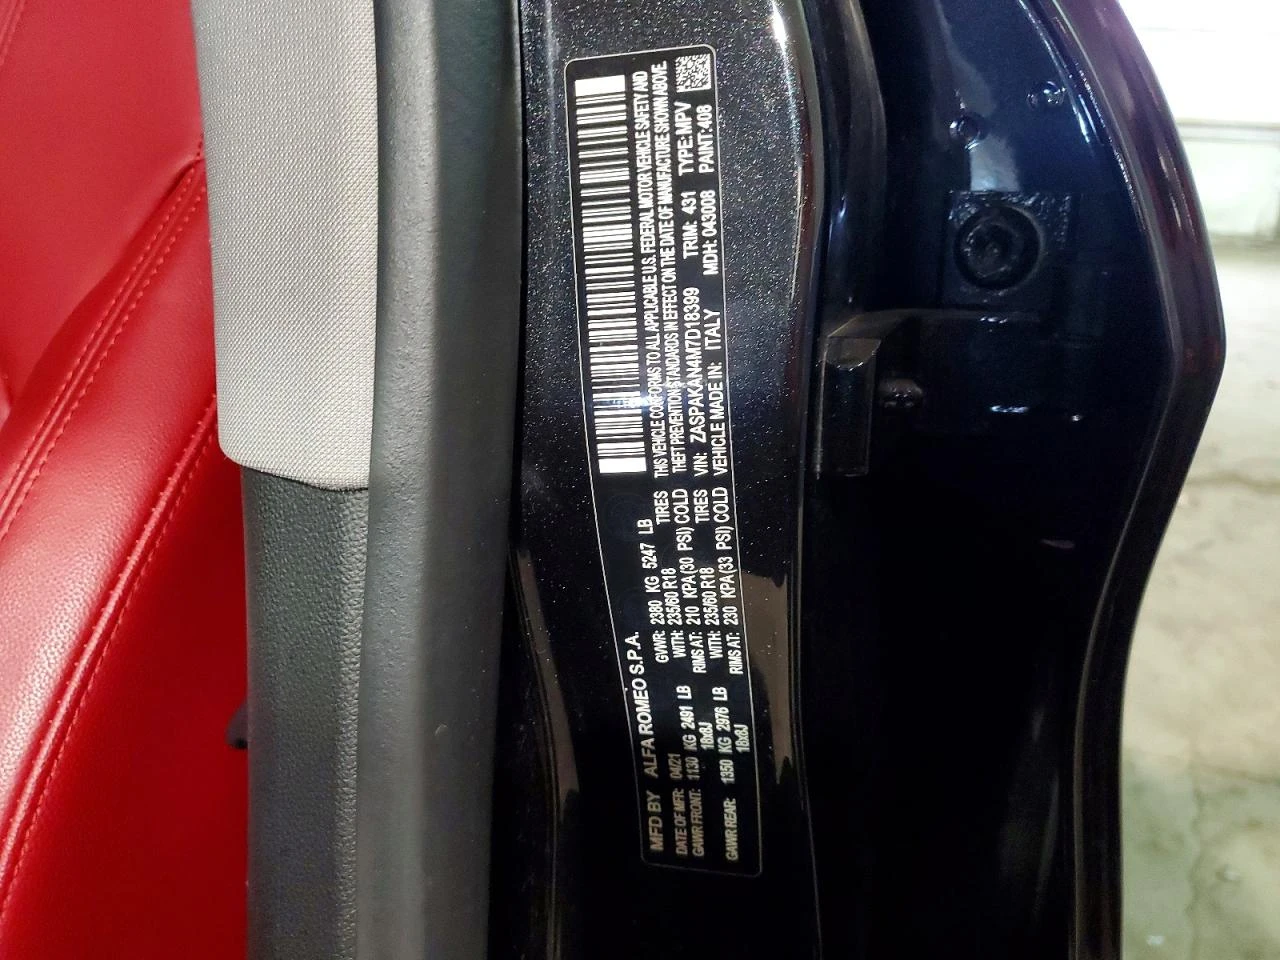 MFD BY ALFA ROMEO S.P.A.
DATE OF MFR: 04/21 GVWR: 2380 KG 5247 LB
GAWR FRONT: 1130 KG 2491 LB WITH: 235/60 R18 TIRES
18x8J RIMS AT: 210 KPA (30 PSI) COLD
GAWR REAR: 1350 KG 2976 LB WITH: 235/60 R18 TIRES
18x8J RIMS AT: 230 KPA (33 PSI) COLD
THIS VEHICLE CONFORMS TO ALL APPLICABLE U.S. FEDERAL MOTOR VEHICLE SAFETY AND
THEFT PREVENTION STANDARDS IN EFFECT ON THE DATE OF MANUFACTURE SHOWN ABOVE.
VIN: ZASPAKAN4M7D18399 TRIM: 431 TYPE: MPV
VEHICLE MADE IN: ITALY MDH: 043008 PAINT: 408